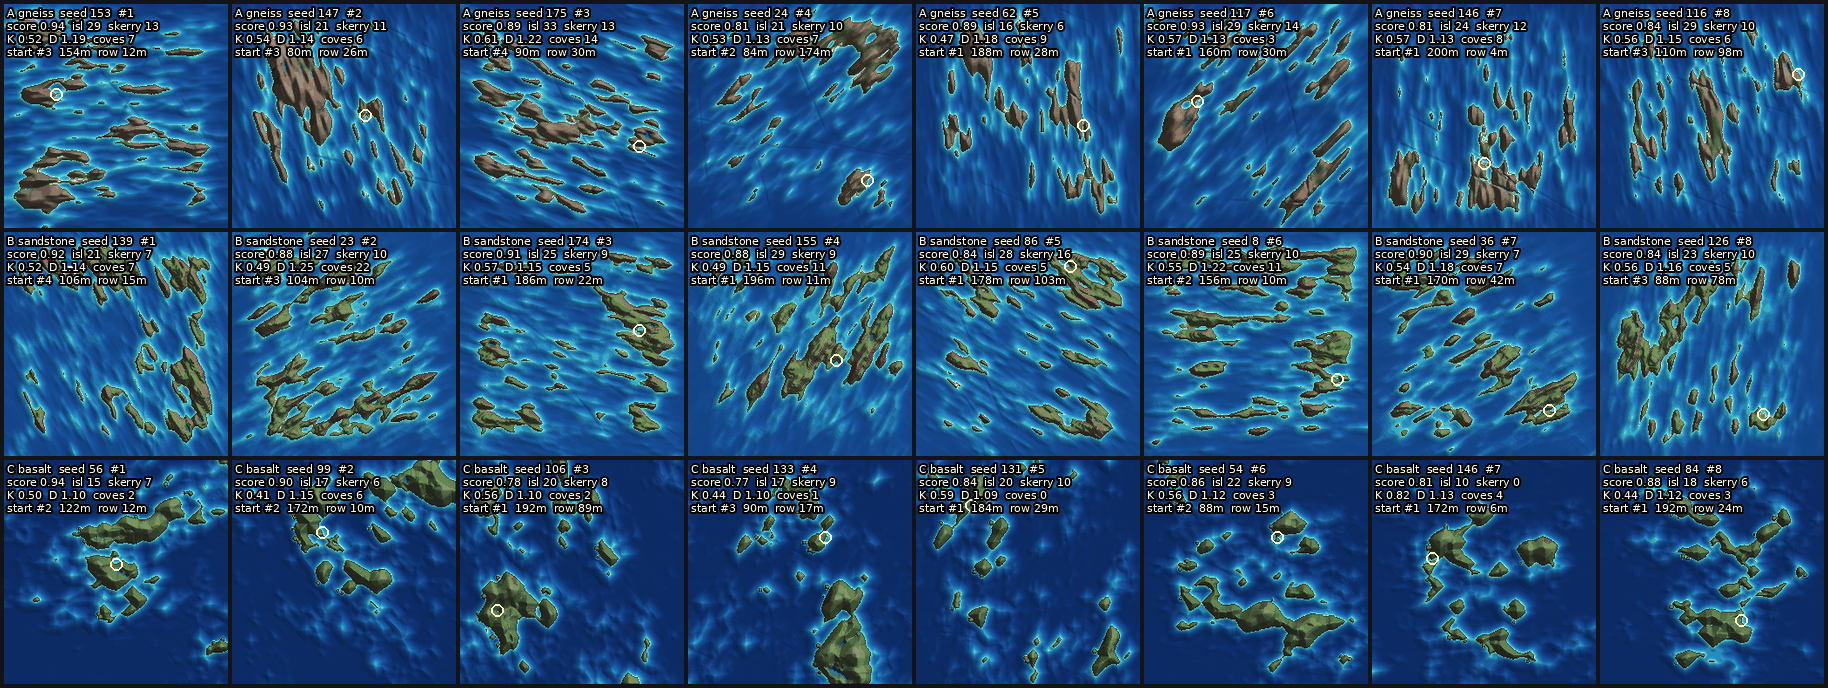 A gneiss seed 153 #1
score 0.94 isl 29 skerry 13
K 0.52 D 1.19 coves 7
start #3 154m row 12m
A gneiss seed 147 #2
score 0.93 isl 21 skerry 11
K 0.54 D 1.14 coves 6
start #3 80m row 26m
A gneiss seed 175 #3
score 0.89 isl 33 skerry 13
K 0.61 D 1.22 coves 14
start #4 90m row 30m
A gneiss seed 24 #4
score 0.81 isl 21 skerry 10
K 0.53 D 1.16 coves 7
start #2 84m row 174m
A gneiss seed 62 #5
score 0.89 isl 16 skerry 6
K 0.47 D 1.18 coves 9
start #1 188m row 28m
A gneiss seed 117 #6
score 0.93 isl 29 skerry 14
K 0.57 D 1.13 coves 3
start #1 160m row 30m
A gneiss seed 146 #7
score 0.81 isl 24 skerry 12
K 0.57 D 1.13 coves 8
start #1 200m row 4m
A gneiss seed 116 #8
score 0.84 isl 29 skerry 10
K 0.56 D 1.15 coves 6
start #3 110m row 98m
B sandstone seed 139 #1
score 0.92 isl 21 skerry 7
K 0.52 D 1.14 coves 7
start #4 106m row 15m
B sandstone seed 23 #2
score 0.88 isl 27 skerry 10
K 0.49 D 1.25 coves 22
start #3 104m row 10m
B sandstone seed 174 #3
score 0.91 isl 25 skerry 9
K 0.57 D 1.15 coves 5
start #1 186m row 22m
B sandstone seed 155 #4
score 0.88 isl 29 skerry 9
K 0.49 D 1.15 coves 11
start #1 196m row 11m
B sandstone seed 86 #5
score 0.84 isl 28 skerry 16
K 0.60 D 1.15 coves 5
start #1 178m row 103m
B sandstone seed 8 #6
score 0.89 isl 25 skerry 10
K 0.55 D 1.22 coves 11
start #2 156m row 10m
B sandstone seed 36 #7
score 0.90 isl 29 skerry 7
K 0.54 D 1.18 coves 7
start #1 170m row 42m
B sandstone seed 126 #8
score 0.84 isl 23 skerry 10
K 0.56 D 1.16 coves 5
start #3 88m row 78m
C basalt seed 56 #1
score 0.94 isl 15 skerry 7
K 0.50 D 1.10 coves 2
start #2 122m row 12m
C basalt seed 99 #2
score 0.90 isl 17 skerry 6
K 0.41 D 1.15 coves 6
start #2 172m row 10m
C basalt seed 106 #3
score 0.78 isl 20 skerry 8
K 0.56 D 1.10 coves 2
start #1 192m row 89m
C basalt seed 133 #4
score 0.77 isl 17 skerry 9
K 0.44 D 1.10 coves 1
start #3 90m row 17m
C basalt seed 131 #5
score 0.84 isl 20 skerry 10
K 0.59 D 1.09 coves 0
start #1 184m row 29m
C basalt seed 54 #6
score 0.86 isl 22 skerry 9
K 0.56 D 1.12 coves 3
start #2 88m row 15m
C basalt seed 146 #7
score 0.81 isl 10 skerry 0
K 0.82 D 1.13 coves 4
start #1 172m row 6m
C basalt seed 84 #8
score 0.88 isl 18 skerry 6
K 0.44 D 1.12 coves 3
start #1 192m row 24m